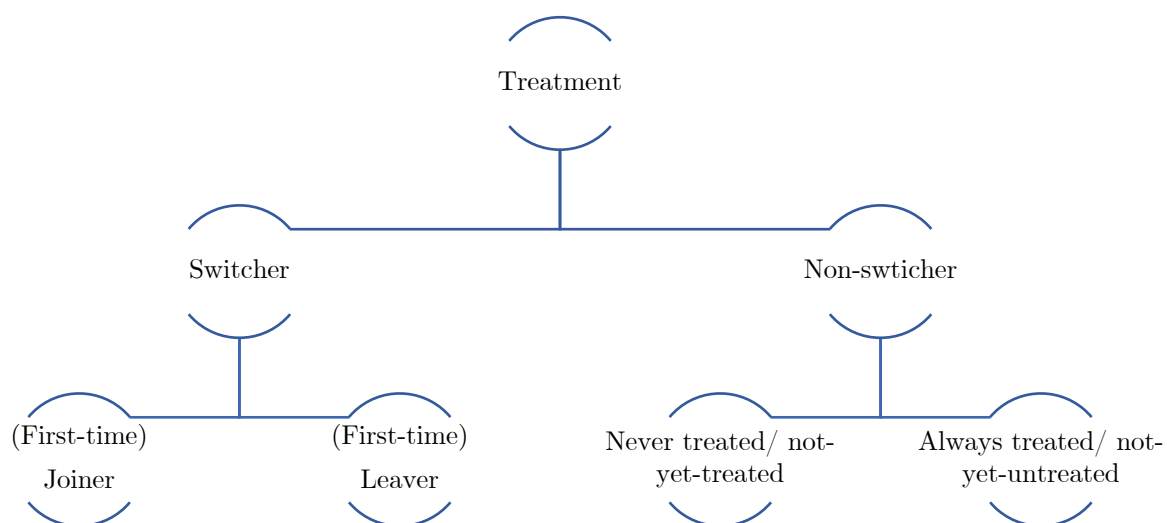 Treatment
Switcher
Non-swticher
(First-time)
Joiner
(First-time)
Leaver
Never treated/ not-
yet-treated
Always treated/ not-
yet-untreated